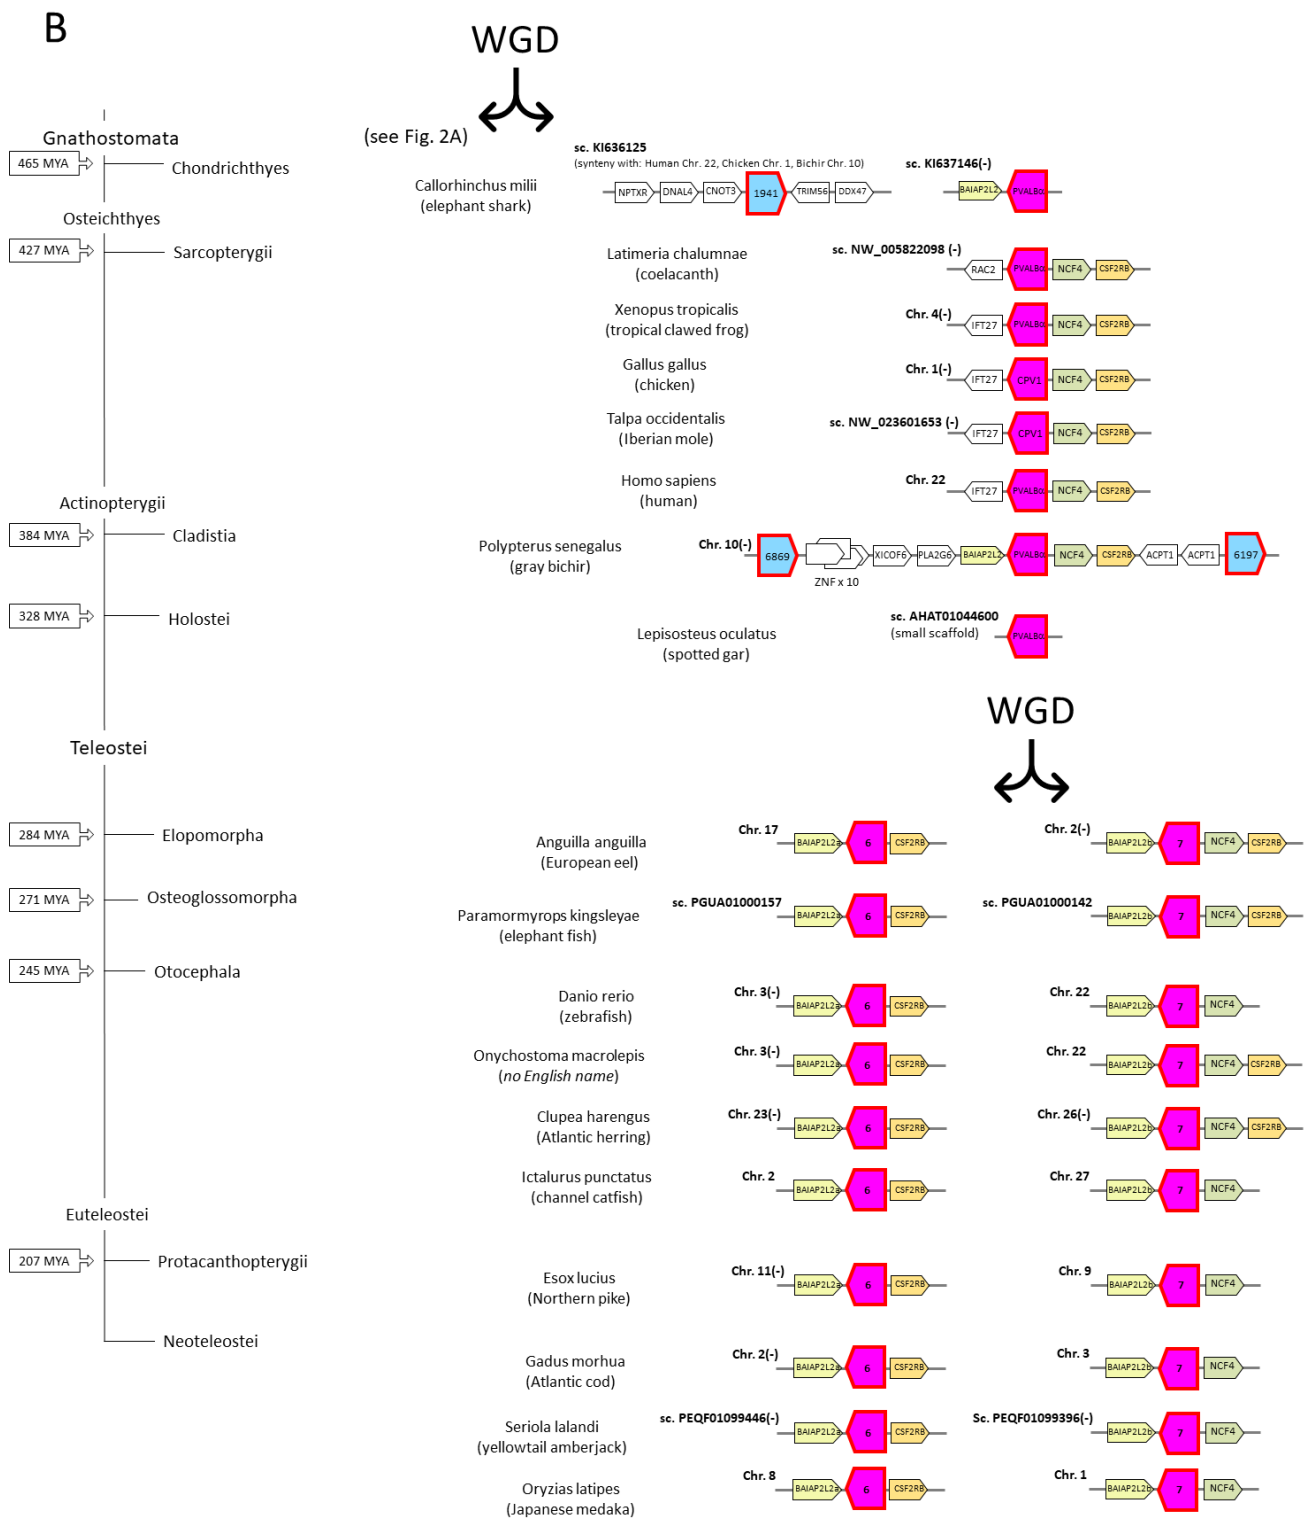 B
WGD
(see Fig. 2A)
Gnathostomata
465 MYA
Chondrichthyes
Callorhinchus milii
(elephant shark)
sc. KI636125
(synteny with: Human Chr. 22, Chicken Chr. 1, Bichir Chr. 10)
NPTXR DNAL4 CNOT3 1941 TRIM56 DDX47
sc. KI637146(-)
BAIAP2L2 PVALBα
Osteichthyes
427 MYA
Sarcopterygii
Latimeria chalumnae
(coelacanth)
sc. NW_005822098 (-)
RAC2 PVALBα NCF4 CSF2RB
Xenopus tropicalis
(tropical clawed frog)
Chr. 4(-)
IFT27 PVALBα NCF4 CSF2RB
Gallus gallus
(chicken)
Chr. 1(-)
IFT27 CPV1 NCF4 CSF2RB
Talpa occidentalis
(Iberian mole)
sc. NW_023601653 (-)
IFT27 CPV1 NCF4 CSF2RB
Homo sapiens
(human)
Chr. 22
IFT27 PVALBα NCF4 CSF2RB
Actinopterygii
384 MYA
Cladistia
Polypterus senegalus
(gray bichir)
Chr. 10(-)
6869 XICOF6 PLA2G6 BAIAP2L2 PVALBα NCF4 CSF2RB ACPT1 ACPT1 6197
ZNF x 10
328 MYA
Holostei
Lepisosteus oculatus
(spotted gar)
sc. AHAT01044600
(small scaffold)
PVALBα
WGD
Teleostei
284 MYA
Elopomorpha
Anguilla anguilla
(European eel)
Chr. 17
BAIAP2L2a 6 CSF2RB
Chr. 2(-)
BAIAP2L2b 7 NCF4 CSF2RB
271 MYA
Osteoglossomorpha
Paramormyrops kingsleyae
(elephant fish)
sc. PGUA01000157
BAIAP2L2a 6 CSF2RB
sc. PGUA01000142
BAIAP2L2b 7 NCF4 CSF2RB
245 MYA
Otocephala
Danio rerio
(zebrafish)
Chr. 3(-)
BAIAP2L2a 6 CSF2RB
Chr. 22
BAIAP2L2b 7 NCF4
Onychostoma macrolepis
(no English name)
Chr. 3(-)
BAIAP2L2a 6 CSF2RB
Chr. 22
BAIAP2L2b 7 NCF4 CSF2RB
Clupea harengus
(Atlantic herring)
Chr. 23(-)
BAIAP2L2a 6 CSF2RB
Chr. 26(-)
BAIAP2L2b 7 NCF4 CSF2RB
Ictalurus punctatus
(channel catfish)
Chr. 2
BAIAP2L2a 6 CSF2RB
Chr. 27
BAIAP2L2b 7 NCF4
Euteleostei
207 MYA
Protacanthopterygii
Esox lucius
(Northern pike)
Chr. 11(-)
BAIAP2L2a 6 CSF2RB
Chr. 9
BAIAP2L2b 7 NCF4
Neoteleostei
Gadus morhua
(Atlantic cod)
Chr. 2(-)
BAIAP2L2a 6 CSF2RB
Chr. 3
BAIAP2L2b 7 NCF4
Seriola lalandi
(yellowtail amberjack)
sc. PEQF01099446(-)
BAIAP2L2a 6 CSF2RB
Sc. PEQF01099396(-)
BAIAP2L2b 7 NCF4
Oryzias latipes
(Japanese medaka)
Chr. 8
BAIAP2L2a 6 CSF2RB
Chr. 1
BAIAP2L2b 7 NCF4